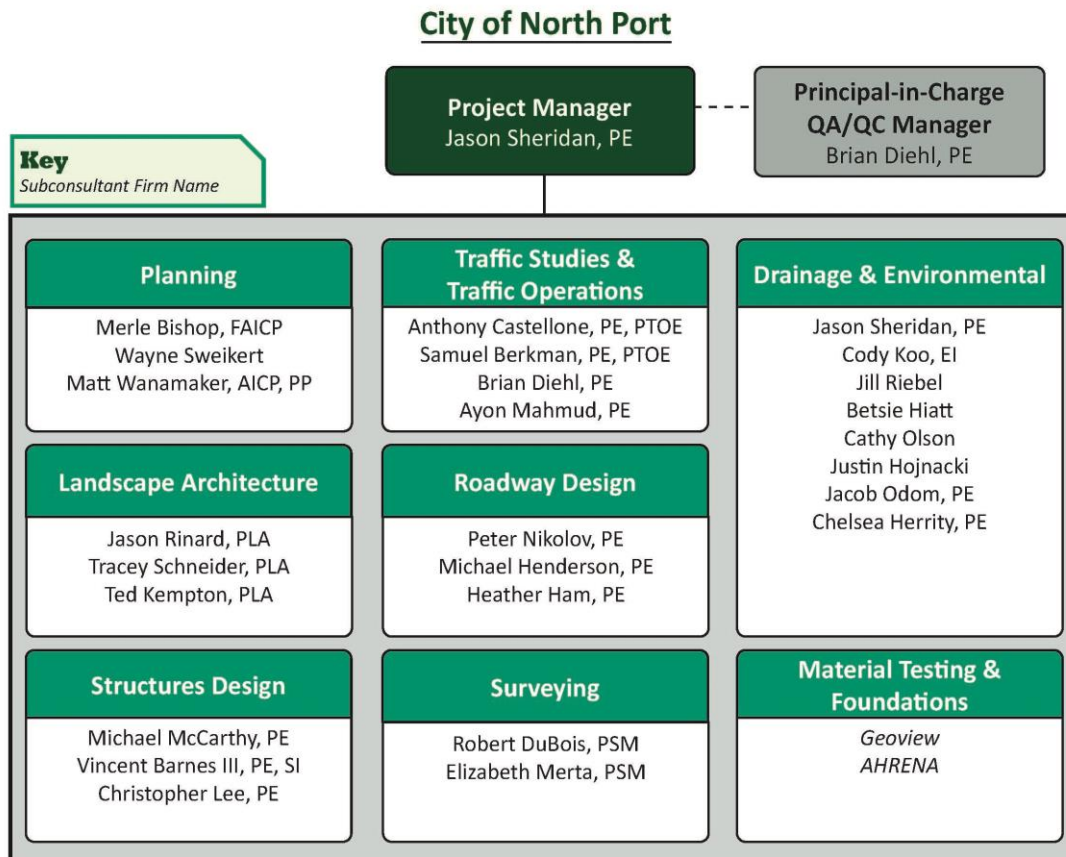 City of North Port
Project Manager
Jason Sheridan, PE
Principal-in-Charge
QA/QC Manager
Brian Diehl, PE
Key
Subconsultant Firm Name
Planning
Merle Bishop, FAICP
Wayne Sweikert
Matt Wanamaker, AICP, PP
Traffic Studies &
Traffic Operations
Anthony Castellone, PE, PTOE
Samuel Berkman, PE, PTOE
Brian Diehl, PE
Ayon Mahmud, PE
Drainage & Environmental
Jason Sheridan, PE
Cody Koo, EI
Jill Riebel
Betsie Hiatt
Cathy Olson
Justin Hojnacki
Jacob Odom, PE
Chelsea Herrity, PE
Landscape Architecture
Jason Rinard, PLA
Tracey Schneider, PLA
Ted Kempton, PLA
Roadway Design
Peter Nikolov, PE
Michael Henderson, PE
Heather Ham, PE
Structures Design
Michael McCarthy, PE
Vincent Barnes III, PE, SI
Christopher Lee, PE
Surveying
Robert DuBois, PSM
Elizabeth Merta, PSM
Material Testing &
Foundations
Geoview
AHRENA